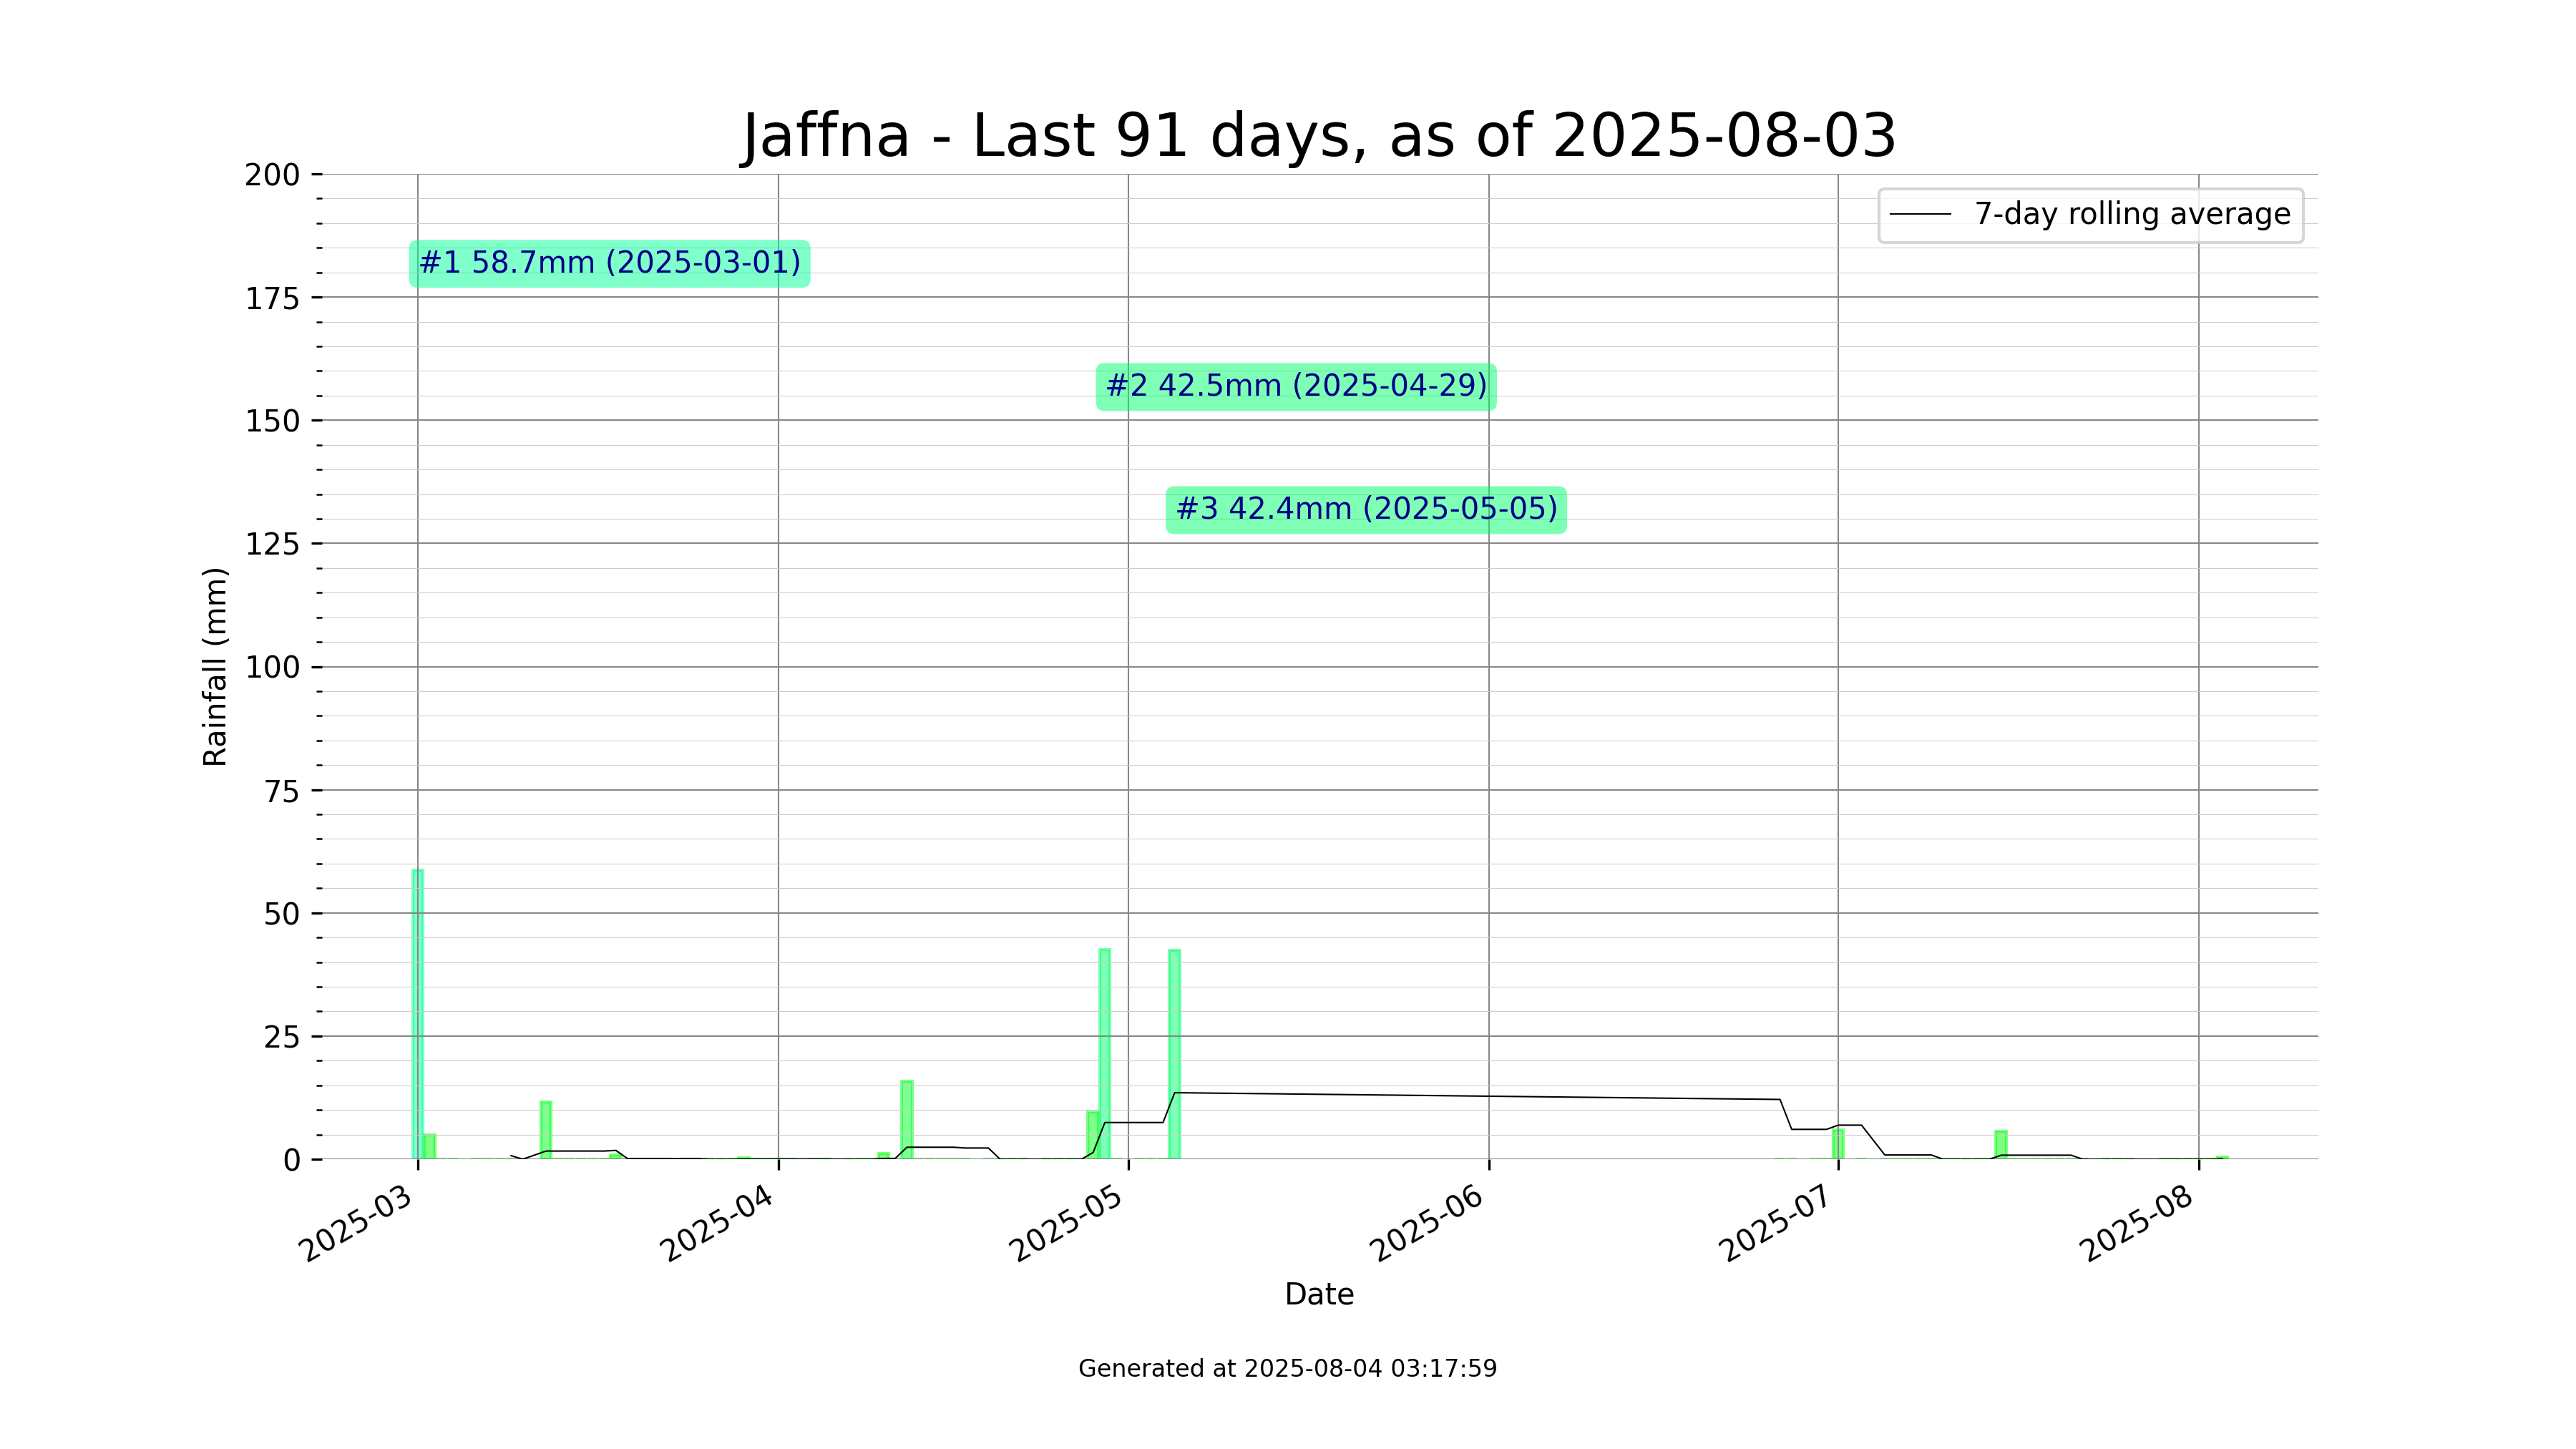 Jaffna - Last 91 days, as of 2025-08-03
200
175
150
125
100
75
50
25
0
Rainfall (mm)
7-day rolling average
#1 58.7mm (2025-03-01)
#2 42.5mm (2025-04-29)
#3 42.4mm (2025-05-05)
2025-03
2025-04
2025-05
2025-06
2025-07
2025-08
Date
Generated at 2025-08-04 03:17:59